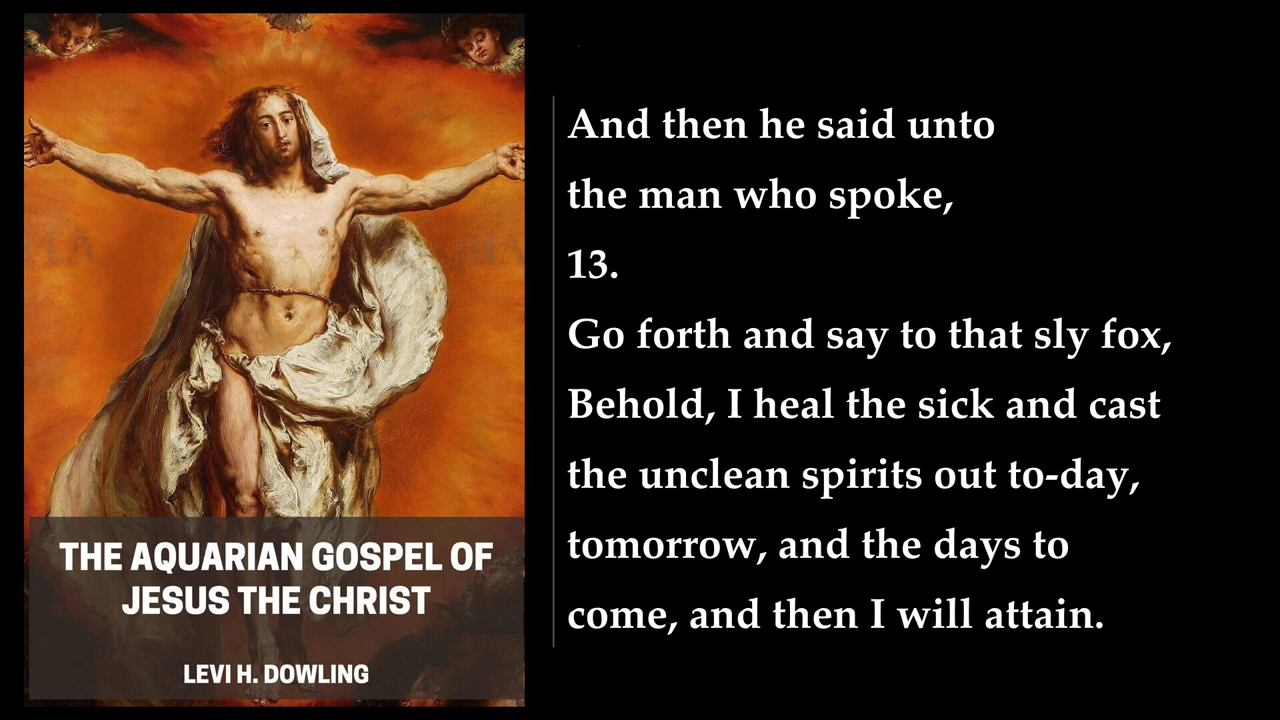 THE AQUARIAN GOSPEL OF
JESUS THE CHRIST
LEVI H. DOWLING
And then he said unto
the man who spoke,
13.
Go forth and say to that sly fox,
Behold, I heal the sick and cast
the unclean spirits out to-day,
tomorrow, and the days to
come, and then I will attain.